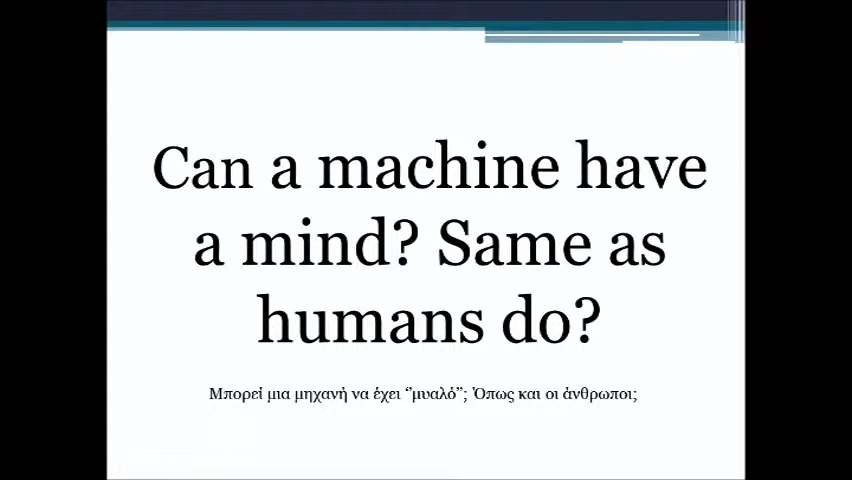 Can a machine have
a mind? Same as
humans do?
Μπορεί μια μηχανή να έχει “μυαλό”; Όπως και οι άνθρωποι;